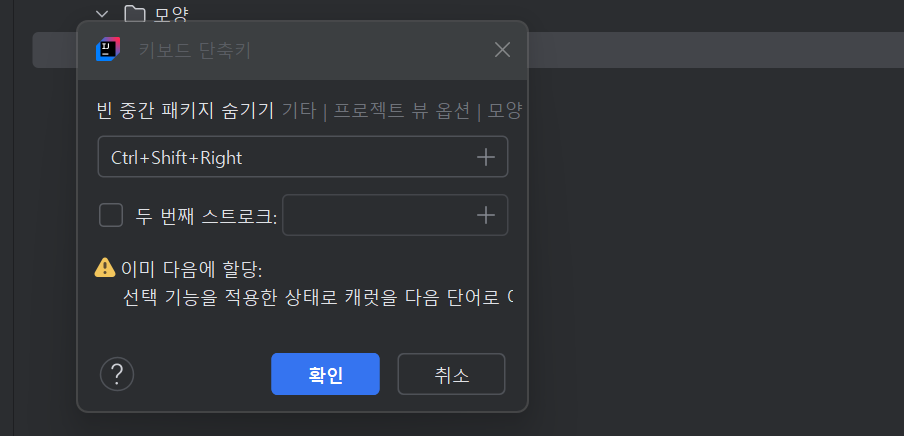 모양
키보드 단축키
빈 중간 패키지 숨기기 기타 | 프로젝트 뷰 옵션 | 모양
Ctrl+Shift+Right
두 번째 스트로크:
이미 다음에 할당:
선택 기능을 적용한 상태로 캐럿을 다음 단어로
?
확인
취소